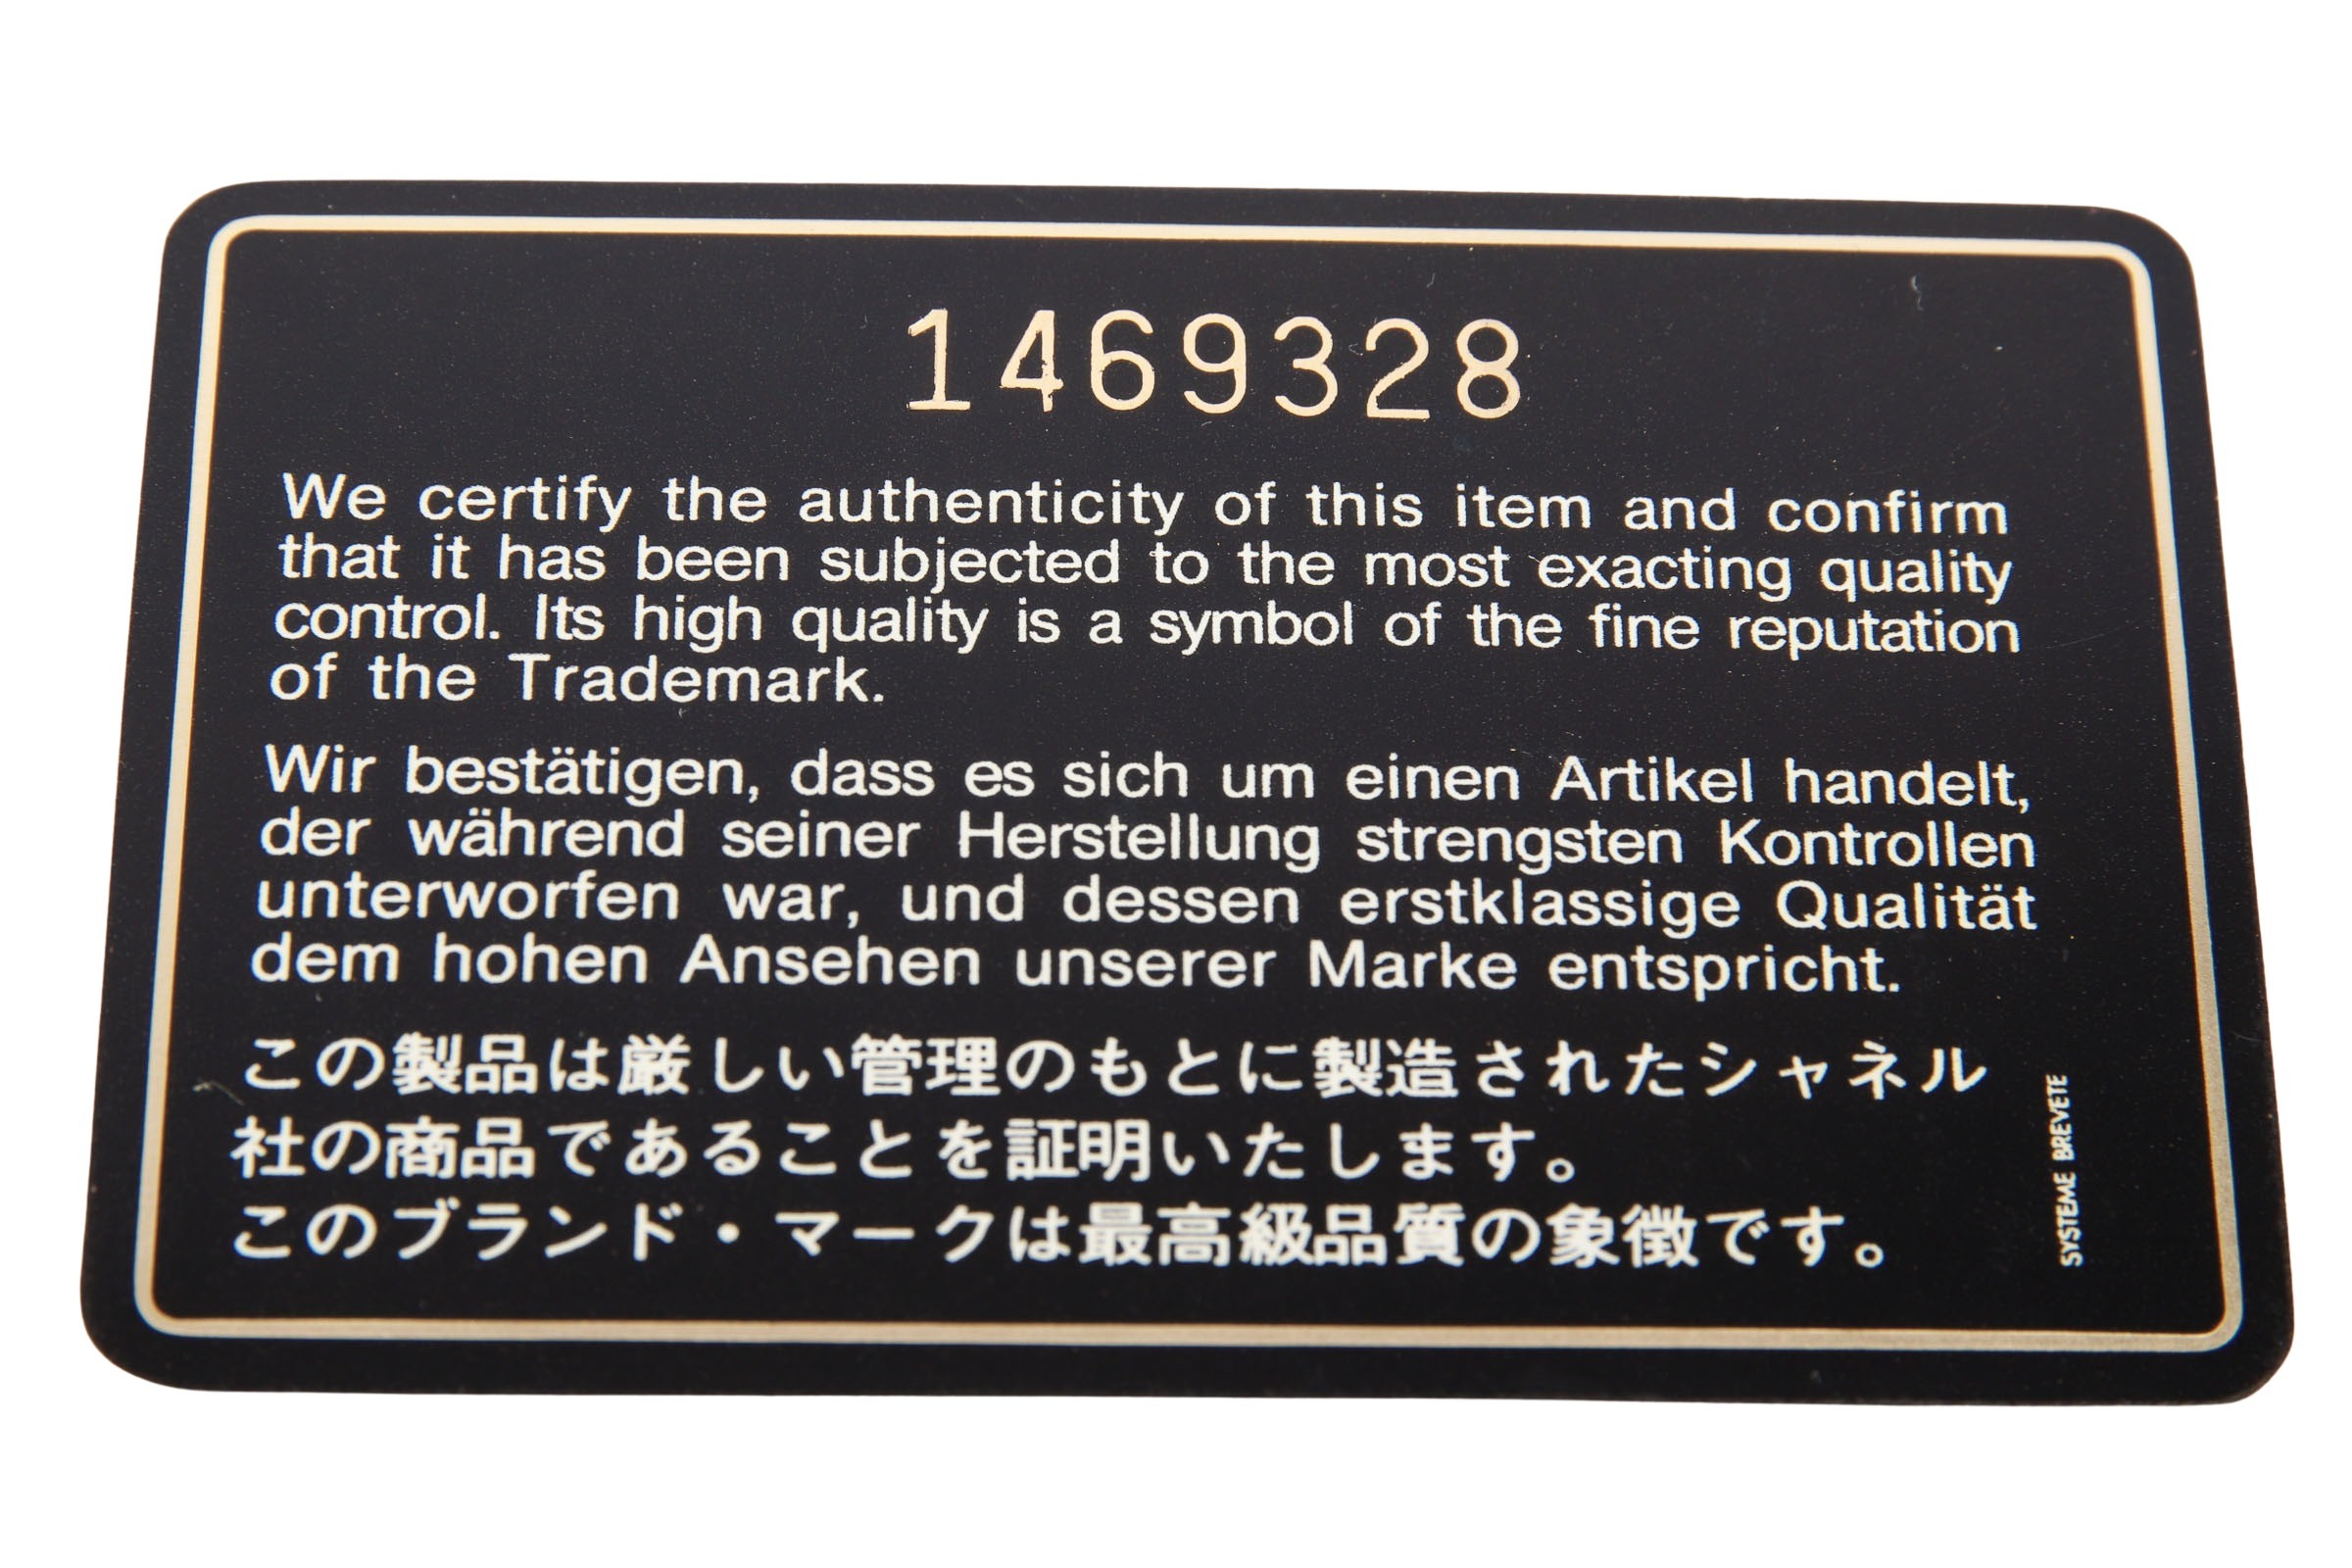 1469328
We certify the authenticity of this item and confirm
that it has been subjected to the most exacting quality
control. Its high quality is a symbol of the fine reputation
of the Trademark.
Wir bestätigen, dass es sich um einen Artikel handelt,
der während seiner Herstellung strengsten Kontrollen
unterworfen war, und dessen erstklassige Qualität
dem hohen Ansehen unserer Marke entspricht.
この製品は厳しい管理のもとに製造されたシャネル
社の商品であることを証明いたします。
このブランド・マークは最高級品質の象徴です。
SYSTEME BREVETE